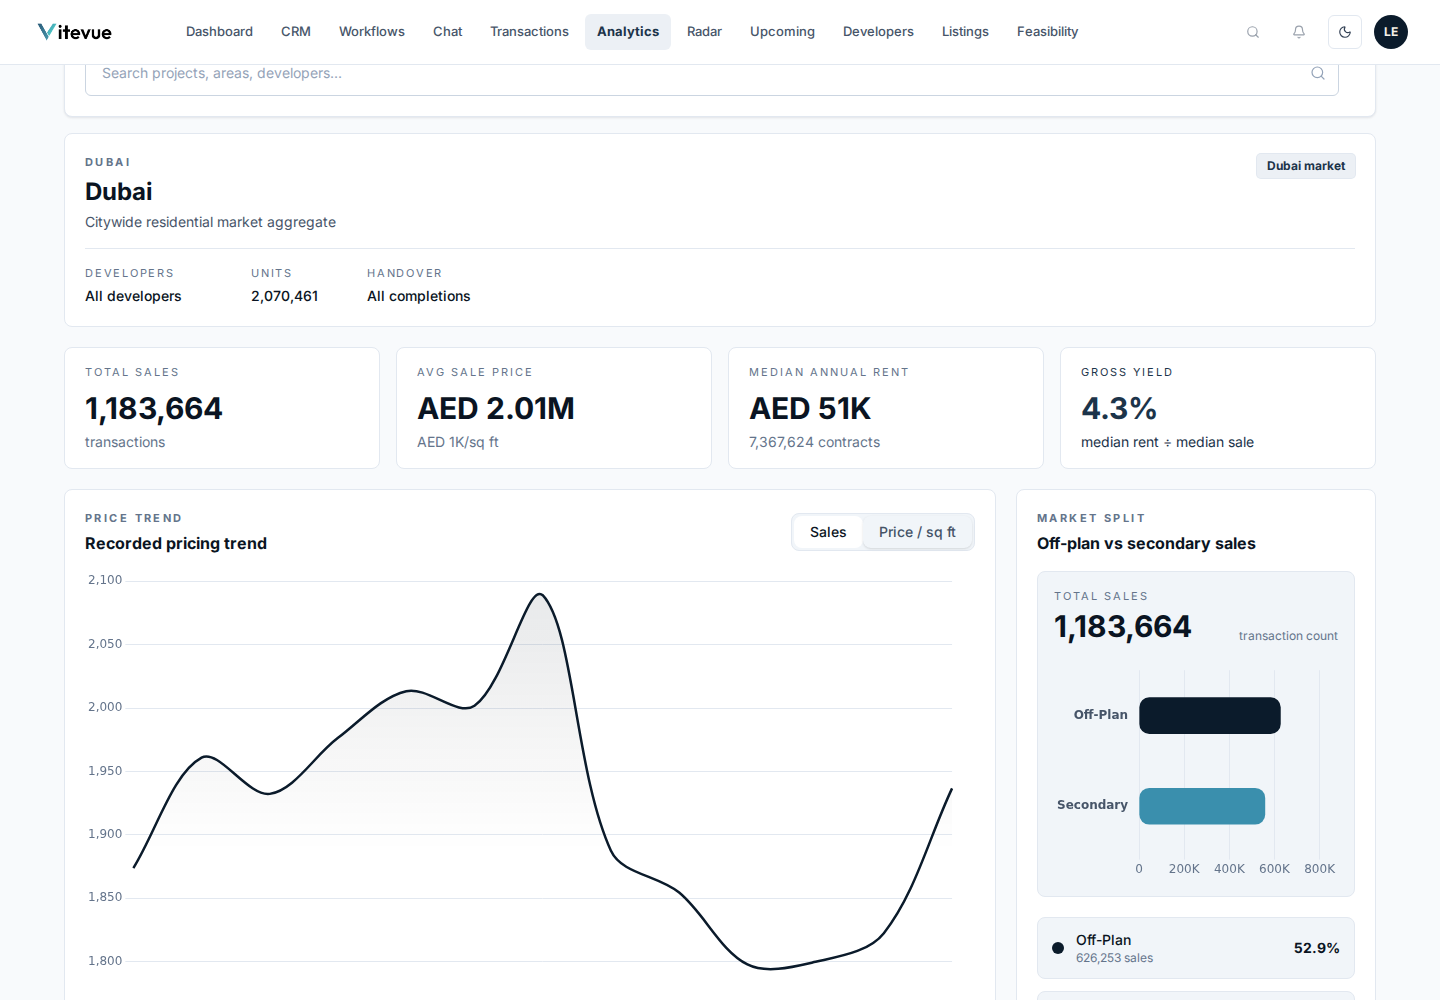 Vitevue
Dashboard CRM Workflows Chat Transactions Analytics Radar Upcoming Developers Listings Feasibility
LE
Search projects, areas, developers...
DUBAI
Dubai market
Dubai
Citywide residential market aggregate
DEVELOPERS UNITS HANDOVER
All developers 2,070,461 All completions
TOTAL SALES
1,183,664
transactions
AVG SALE PRICE
AED 2.01M
AED 1K/sq ft
MEDIAN ANNUAL RENT
AED 51K
7,367,624 contracts
GROSS YIELD
4.3%
median rent ÷ median sale
PRICE TREND
Recorded pricing trend
Sales Price / sq ft
2,100
2,050
2,000
1,950
1,900
1,850
1,800
MARKET SPLIT
Off-plan vs secondary sales
TOTAL SALES
1,183,664 transaction count
Off-Plan
Secondary
0 200K 400K 600K 800K
Off-Plan
626,253 sales
52.9%